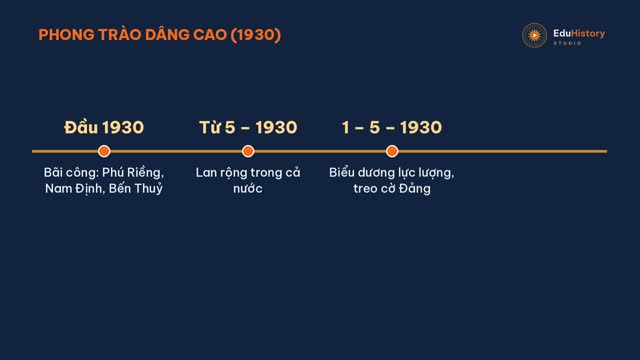 PHONG TRÀO DÂNG CAO (1930)
EduHistory
STUDIO
Đầu 1930
Từ 5 – 1930
1 – 5 – 1930
Bãi công: Phú Riềng,
Nam Định, Bến Thuỷ
Lan rộng trong cả
nước
Biểu dương lực lượng,
treo cờ Đảng